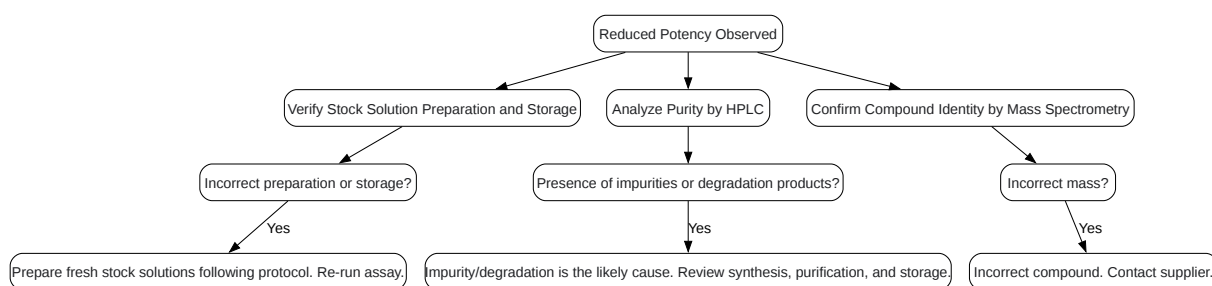 Reduced Potency Observed
Verify Stock Solution Preparation and Storage
Analyze Purity by HPLC
Confirm Compound Identity by Mass Spectrometry
Incorrect preparation or storage?
Presence of impurities or degradation products?
Incorrect mass?
Yes
Yes
Yes
Prepare fresh stock solutions following protocol. Re-run assay.
Impurity/degradation is the likely cause. Review synthesis, purification, and storage.
Incorrect compound. Contact supplier.